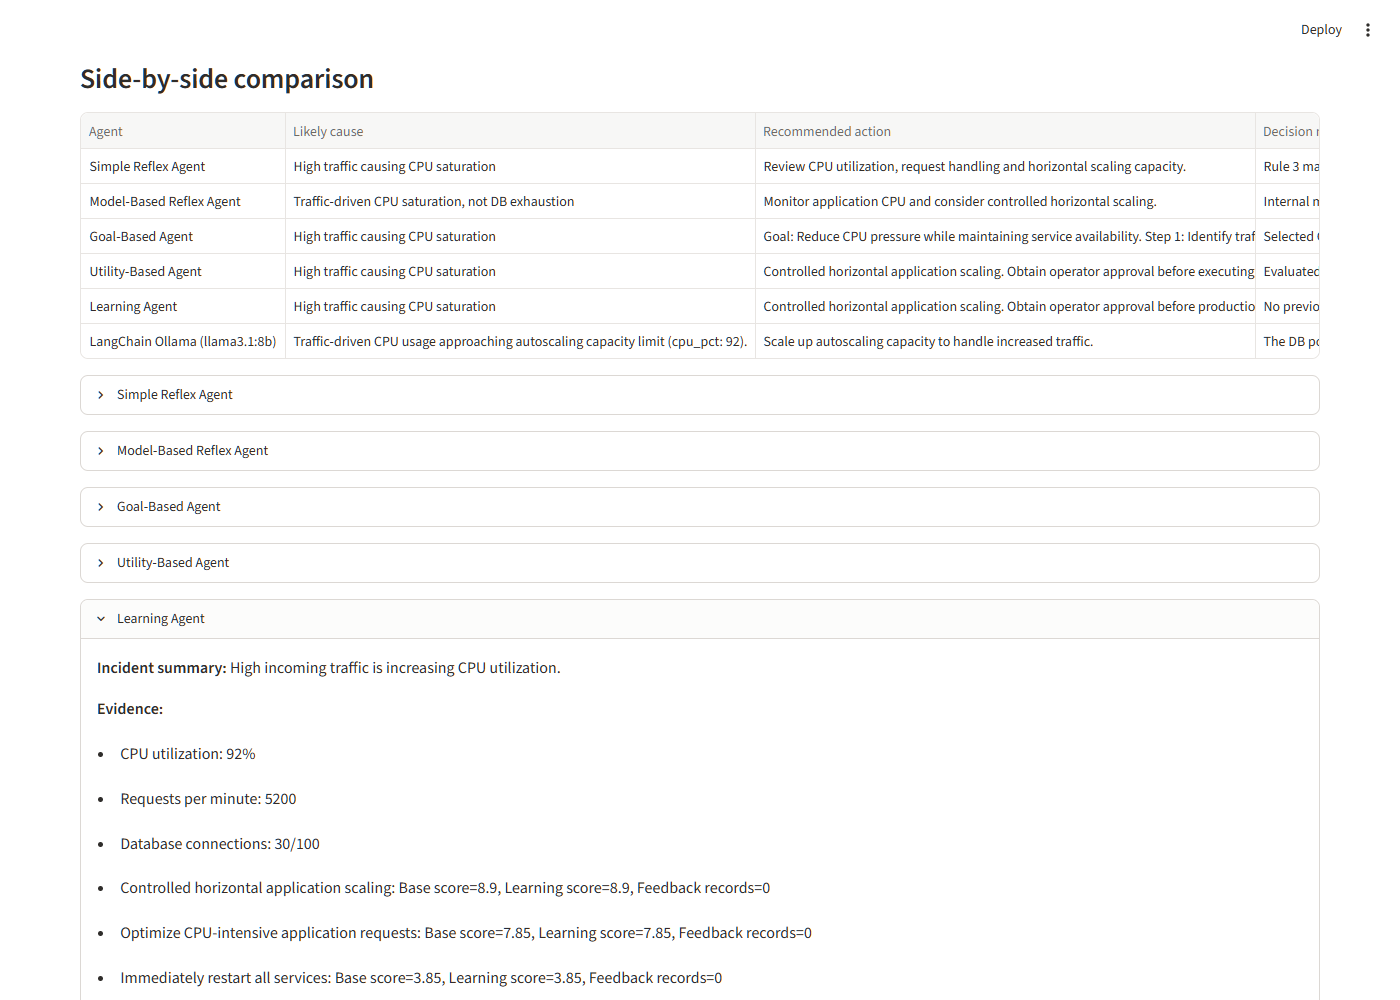 Deploy
Side-by-side comparison
Agent Likely cause Recommended action Decision
Simple Reflex Agent High traffic causing CPU saturation Review CPU utilization, request handling and horizontal scaling capacity. Rule 3
Model-Based Reflex Agent Traffic-driven CPU saturation, not DB exhaustion Monitor application CPU and consider controlled horizontal scaling. Internal
Goal-Based Agent High traffic causing CPU saturation Goal: Reduce CPU pressure while maintaining service availability. Step 1: Identify traf Selected
Utility-Based Agent High traffic causing CPU saturation Controlled horizontal application scaling. Obtain operator approval before executing Evaluated
Learning Agent High traffic causing CPU saturation Controlled horizontal application scaling. Obtain operator approval before productio No previo
LangChain Ollama (llama3.1:8b) Traffic-driven CPU usage approaching autoscaling capacity limit (cpu_pct: 92). Scale up autoscaling capacity to handle increased traffic. The DB
Simple Reflex Agent
Model-Based Reflex Agent
Goal-Based Agent
Utility-Based Agent
Learning Agent
Incident summary: High incoming traffic is increasing CPU utilization.
Evidence:
• CPU utilization: 92%
• Requests per minute: 5200
• Database connections: 30/100
• Controlled horizontal application scaling: Base score=8.9, Learning score=8.9, Feedback records=0
• Optimize CPU-intensive application requests: Base score=7.85, Learning score=7.85, Feedback records=0
• Immediately restart all services: Base score=3.85, Learning score=3.85, Feedback records=0